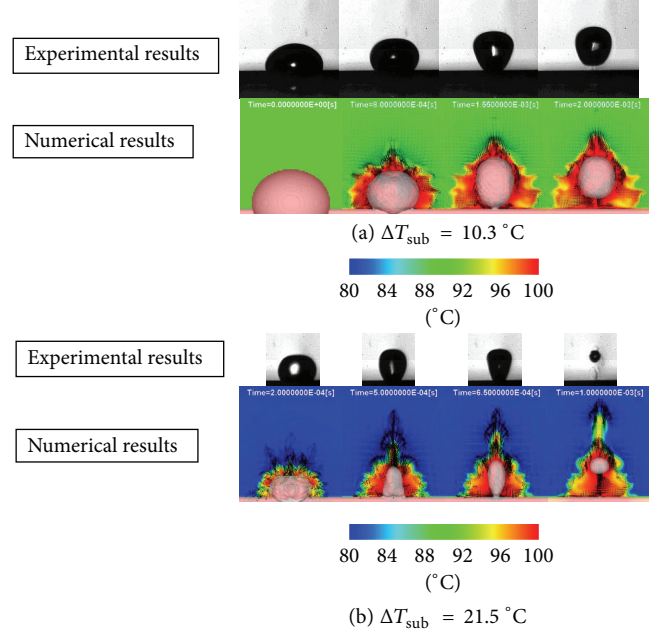 Experimental results
Time=0.0000000E+00[s] Time=8.0000000E-04[s] Time=1.5500000E-03[s] Time=2.0000000E-03[s]
Numerical results
(a) ΔTsub = 10.3 °C
80 84 88 92 96 100
(°C)
Experimental results
Time=2.0000000E-04[s] Time=5.0000000E-04[s] Time=6.5000000E-04[s] Time=1.0000000E-03[s]
Numerical results
80 84 88 92 96 100
(°C)
(b) ΔTsub = 21.5 °C